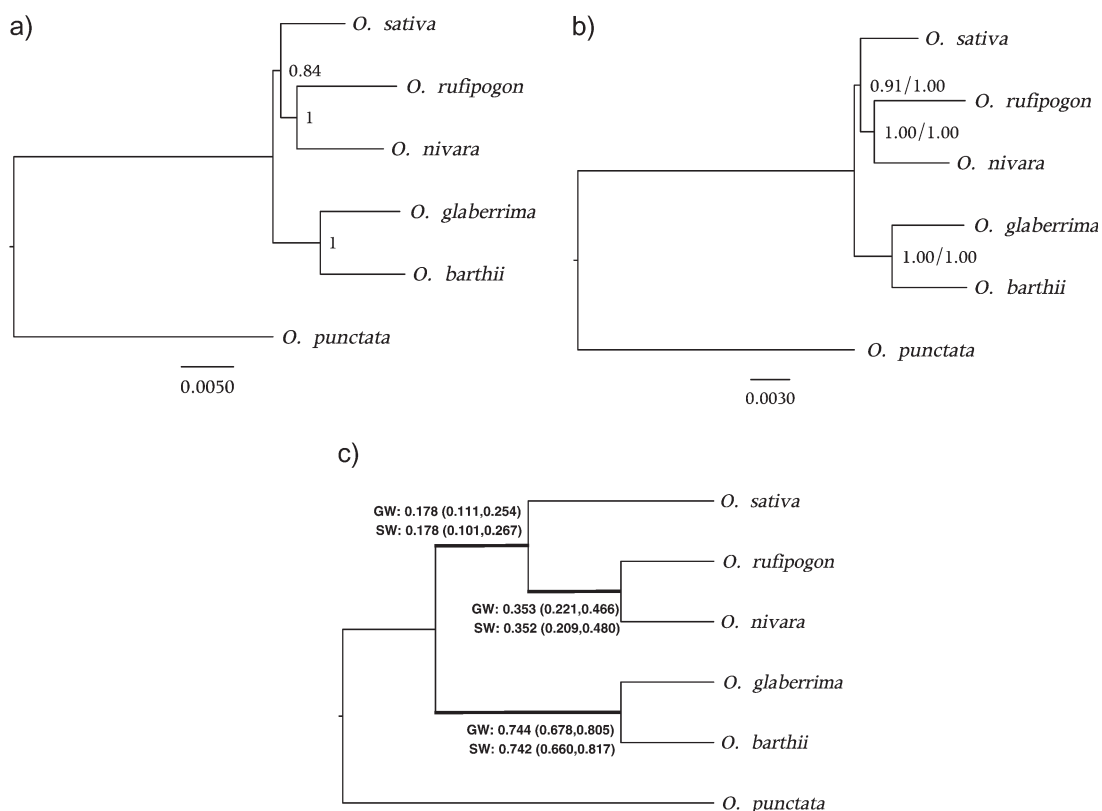 a)
O. sativa
0.84
O. rufipogon
1
O. nivara
O. glaberrima
1
O. barthii
O. punctata
0.0050
b)
O. sativa
0.91/1.00
O. rufipogon
1.00/1.00
O. nivara
O. glaberrima
1.00/1.00
O. barthii
O. punctata
0.0030
c)
O. sativa
GW: 0.178 (0.111,0.254)
SW: 0.178 (0.101,0.267)
O. rufipogon
GW: 0.353 (0.221,0.466)
SW: 0.352 (0.209,0.480)
O. nivara
O. glaberrima
GW: 0.744 (0.678,0.805)
SW: 0.742 (0.660,0.817)
O. barthii
O. punctata